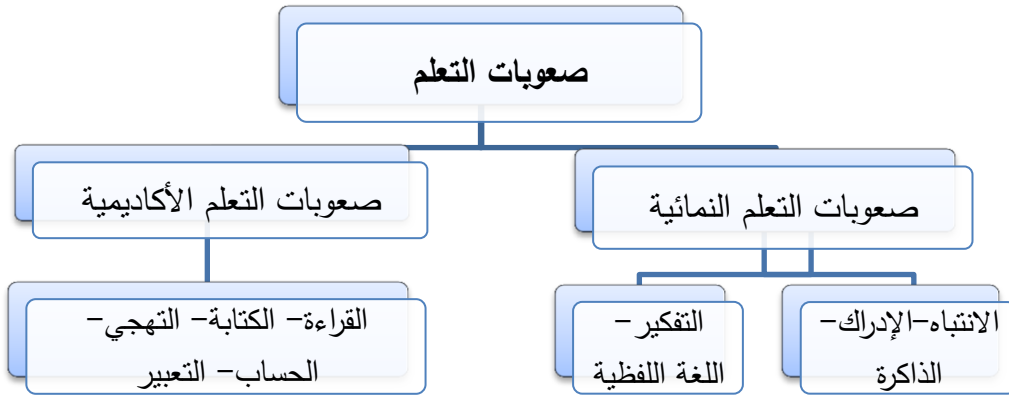 صعوبات التعلم
صعوبات التعلم النمائية
صعوبات التعلم الأكاديمية
الانتباه–الإدراك–
الذاكرة
التفكير –
اللغة اللفظية
القراءة– الكتابة– التهجي–
الحساب– التعبير